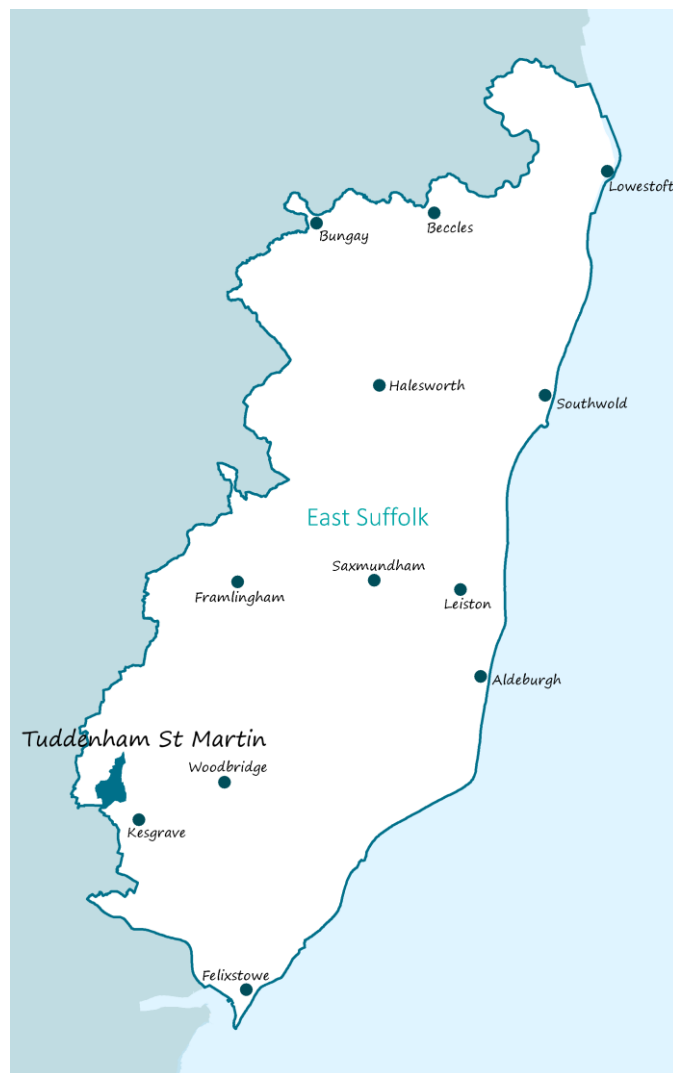 Lowestoft
Beccles
Bungay
Halesworth
Southwold
East Suffolk
Saxmundham
Framlingham
Leiston
Aldeburgh
Tuddenham St Martin
Woodbridge
Kesgrave
Felixstowe